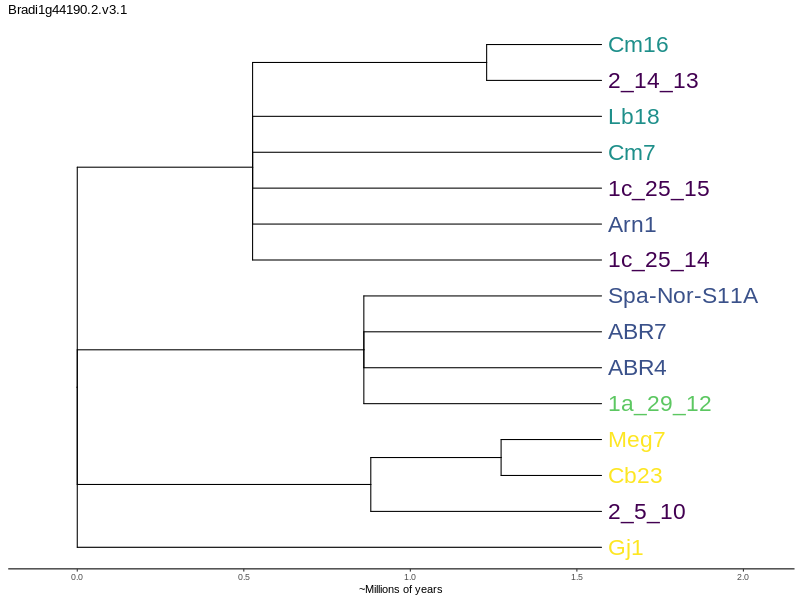 Bradi1g44190.2.v3.1
Cm16
2_14_13
Lb18
Cm7
1c_25_15
Arn1
1c_25_14
Spa-Nor-S11A
ABR7
ABR4
1a_29_12
Meg7
Cb23
2_5_10
Gj1
0.0 0.5 1.0 1.5 2.0
~Millions of years